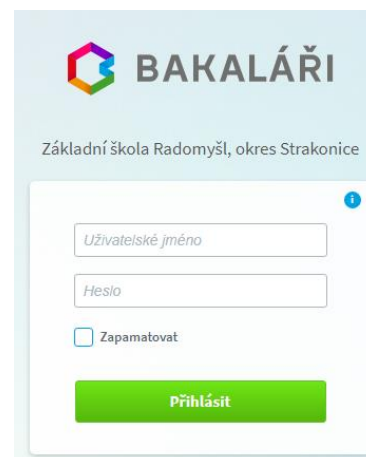 BAKALÁŘI
Základní škola Radomyšl, okres Strakonice
i
Uživatelské jméno
Heslo
Zapamatovat
Přihlásit